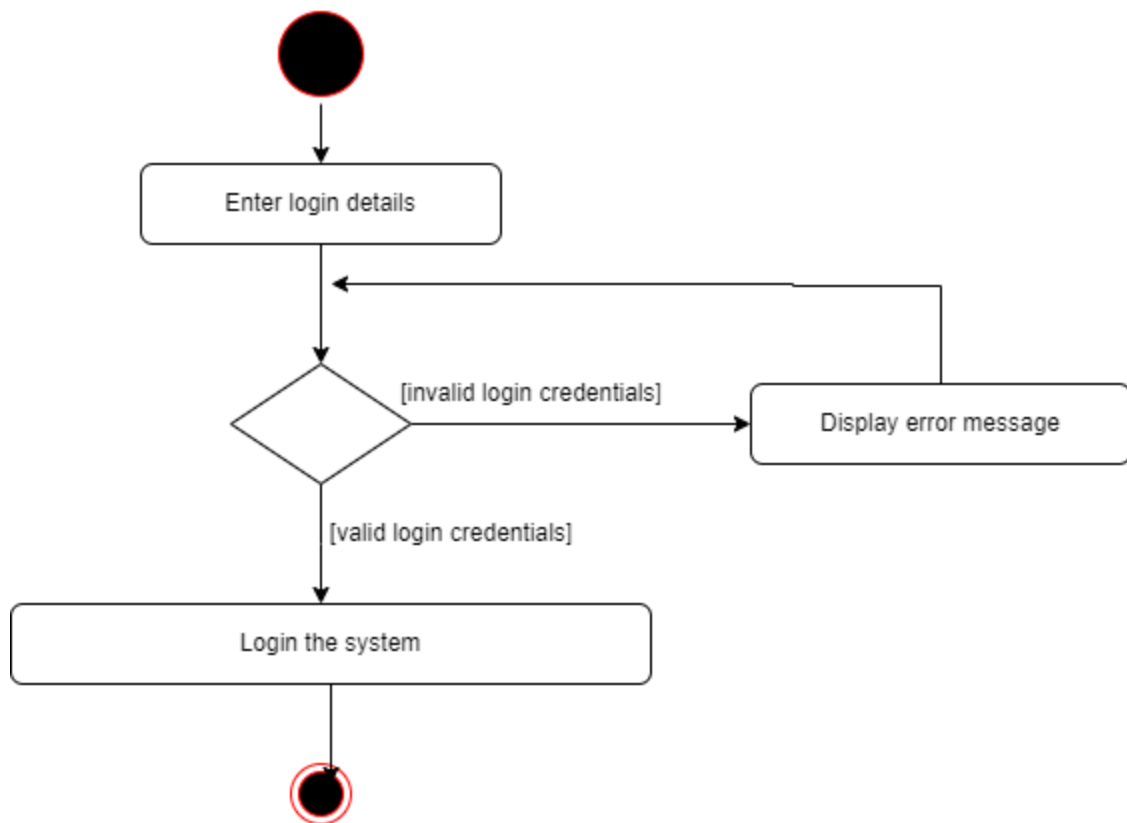 Enter login details
[invalid login credentials]
Display error message
[valid login credentials]
Login the system